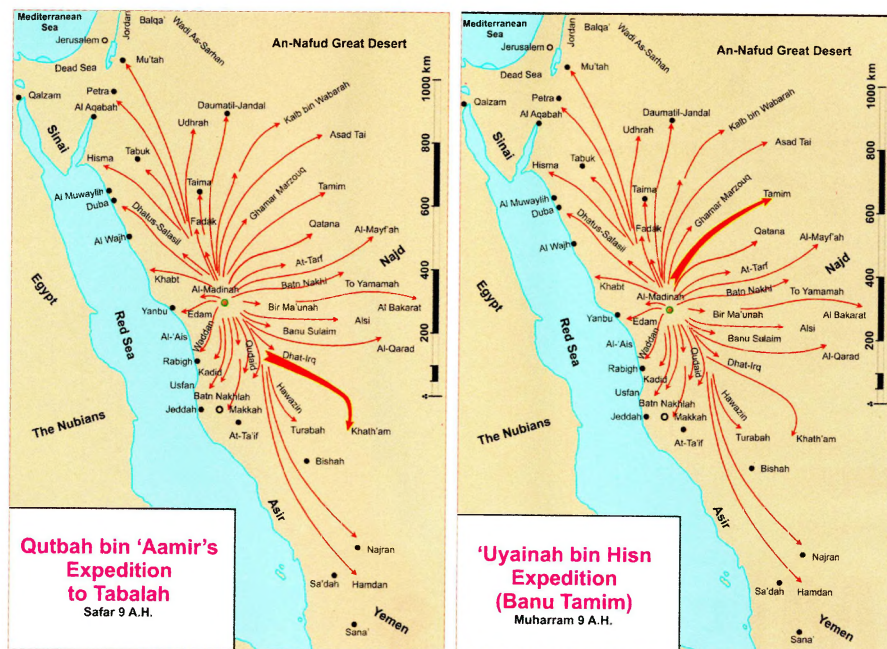 Mediterranean
Sea
Jerusalem
Jordan
Balqa’
Wadi As-Sarhan
An-Nafud Great Desert
Dead Sea
Mu'tah
Qalzam
Petra
Al Aqabah
Daumatil-Jandal
Udhrah
Kalb bin Wabarah
Asad Tai
Sinai
Hisma
Tabuk
Taima
Ghamar Marzouq
Tamim
Al Muwaylih
Duba
Dhatus-Salasil
Fadak
Qatana
Al-Mayf'ah
Al Wajh
At-Tarf
Najd
Egypt
Khabt
Al-Madinah
Batn Nakhl
To Yamamah
Red Sea
Yanbu
Edam
Bir Ma'unah
Al Bakarat
Waddan
Alsi
Banu Sulaim
Al-'Ais
Qudaid
Dhat-Irq
Al-Qarad
Rabigh
Kadid
Usfan
Hawazin
Batn Nakhlah
Jeddah
Makkah
The Nubians
At-Ta'if
Turabah
Khath'am
Bishah
Asir
Najran
Sa'dah
Hamdan
Yemen
Sana'
1000 km
800
600
400
200
4
Qutbah bin ‘Aamir's
Expedition
to Tabalah
Safar 9 A.H.
Mediterranean
Sea
Jerusalem
Jordan
Balqa’
Wadi As-Sarhan
An-Nafud Great Desert
Dead Sea
Mu'tah
Qalzam
Petra
Al Aqabah
Daumatil-Jandal
Udhrah
Kalb bin Wabarah
Asad Tai
Sinai
Hisma
Tabuk
Taima
Ghamar Marzouq
Tamim
Al Muwaylih
Duba
Dhatus-Salasil
Fadak
Qatana
Al-Mayf'ah
Al Wajh
At-Tarf
Najd
Egypt
Khabt
Al-Madinah
Batn Nakhl
To Yamamah
Red Sea
Yanbu
Edam
Bir Ma'unah
Al Bakarat
Waddan
Alsi
Banu Sulaim
Al-'Ais
Qudaid
Dhat-Irq
Al-Qarad
Rabigh
Kadid
Usfan
Hawazin
Batn Nakhlah
Jeddah
Makkah
The Nubians
At-Ta'if
Turabah
Khath'am
Bishah
Asir
Najran
Sa'dah
Hamdan
Yemen
Sana'
1000 km
800
600
400
200
4
‘Uyainah bin Hisn
Expedition
(Banu Tamim)
Muharram 9 A.H.